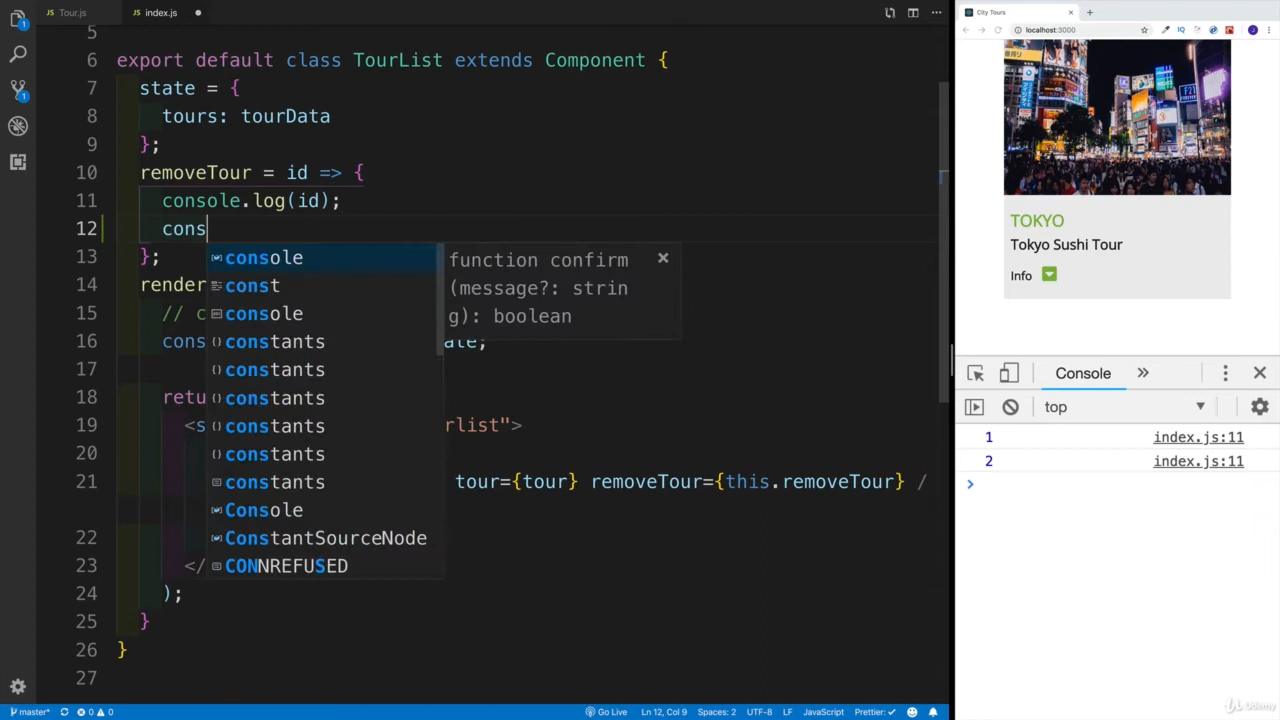 Tour.js
index.js
5
6 export default class TourList extends Component {
7 state = {
8 tours: tourData
9 };
10 removeTour = id => {
11 console.log(id);
12 cons
13 };
14 render
15 // c
16 cons ate;
17
18 retu
19 <s rlist">
20
21 tour={tour} removeTour={this.removeTour} /
22
23 </
24 );
25 }
26 }
27
console
const
console
constants
constants
constants
constants
constants
constants
Console
ConstantSourceNode
CONNREFUSED
function confirm
(message?: strin
g): boolean
master*
0 0
Go Live
Ln 12, Col 9
Spaces: 2
UTF-8
LF
JavaScript
Prettier: ✓
City Tours
localhost:3000
TOKYO
Tokyo Sushi Tour
Info
Console
top
1 index.js:11
2 index.js:11
Udemy